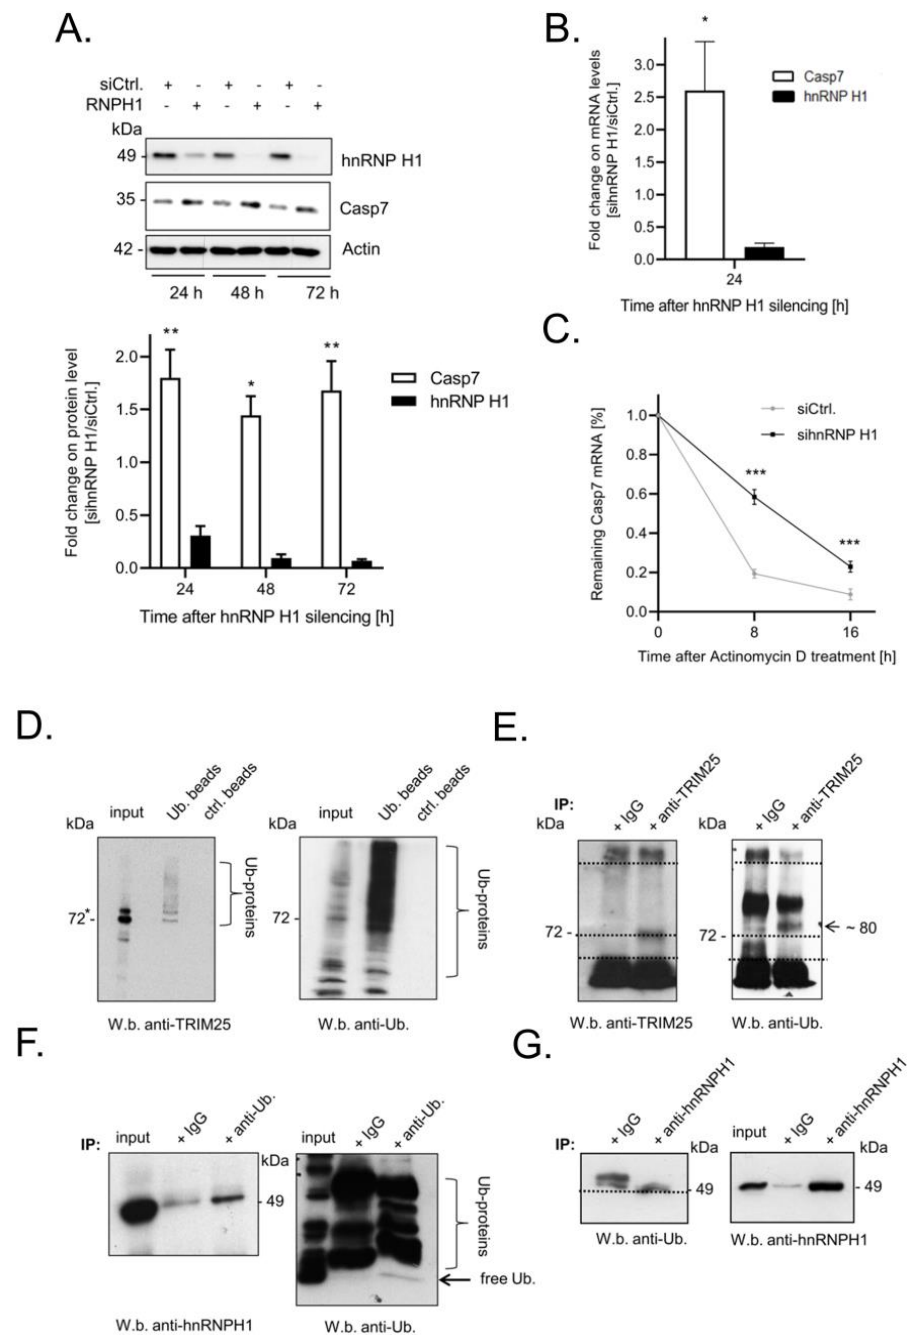 A.
siCtrl. + - + - + -
RNPH1 - + - + - +
kDa
49 - hnRNP H1
35 - Casp7
42 - Actin
24 h 48 h 72 h
Fold change on protein level
[sihnRNP H1/siCtrl.]
2.0
1.5
1.0
0.5
0.0
** * **
24 48 72
Time after hnRNP H1 silencing [h]
Casp7
hnRNP H1
B.
Fold change on mRNA levels
[sihnRNP H1/siCtrl.]
3.0
2.5
2.0
1.5
1.0
0.5
0.0
*
24
Time after hnRNP H1 silencing [h]
Casp7
hnRNP H1
C.
Remaining Casp7 mRNA [%]
1.0
0.8
0.6
0.4
0.2
0.0
siCtrl.
sihnRNP H1
***
***
0 8 16
Time after Actinomycin D treatment [h]
D.
kDa
input Ub. beads ctrl. beads
72 -
*
Ub-proteins
W.b. anti-TRIM25
kDa
input Ub. beads ctrl. beads
72 -
Ub-proteins
W.b. anti-Ub.
E.
IP:
kDa
+ IgG + anti-TRIM25
72 -
W.b. anti-TRIM25
kDa
+ IgG + anti-TRIM25
72 -
~ 80
W.b. anti-Ub.
F.
IP:
input + IgG + anti-Ub.
kDa
- 49
W.b. anti-hnRNPH1
input + IgG + anti-Ub.
Ub-proteins
free Ub.
W.b. anti-Ub.
G.
IP:
+ IgG + anti-hnRNPH1
kDa
- 49
W.b. anti-Ub.
input + IgG + anti-hnRNPH1
kDa
- 49
W.b. anti-hnRNPH1